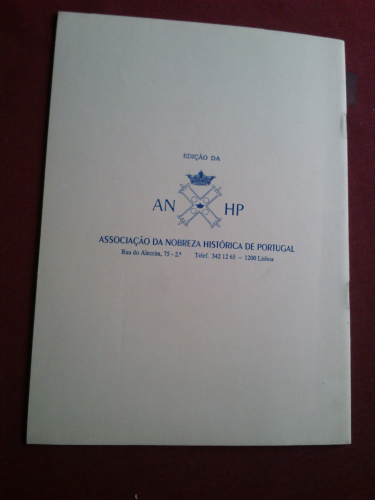 EDIÇÃO DA
AN HP
ASSOCIAÇÃO DA NOBREZA HISTÓRICA DE PORTUGAL
Rua do Alecrim, 75 - 2.º Telef. 342 12 65 - 1200 Lisboa